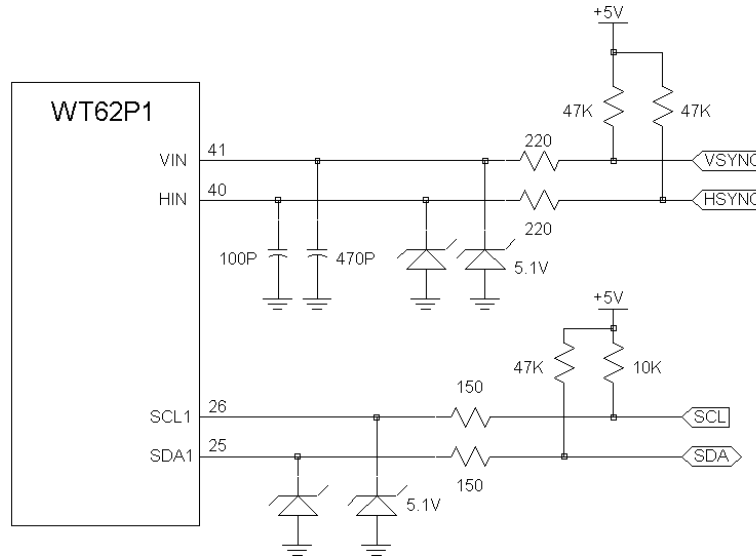 +5V
WT62P1
47K
47K
VIN
41
220
VSYNC
HIN
40
HSYNC
220
100P
470P
5.1V
+5V
47K
10K
150
SCL1
26
SCL
SDA1
25
SDA
150
5.1V